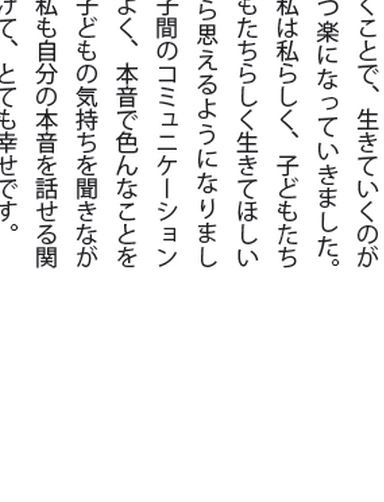 くことで、生きていくのが
つ楽になっていきました。
私は私らしく、子どもたち
もたちらしく生きてほしい
ら思えるようになりまし
子間のコミュニケーション
よく、本音で色んなことを
子どもの気持ちを聞きなが
私も自分の本音を話せる関
けて、とても幸せです。